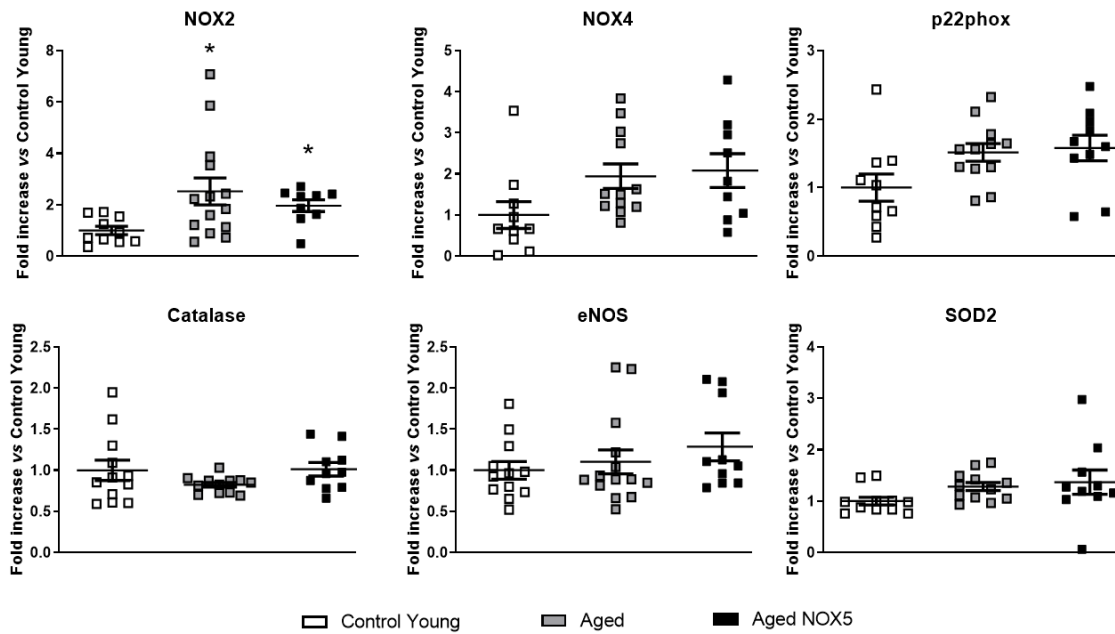 NOX2
NOX4
p22phox
Fold increase vs Control Young
8
6
4
2
0
*
*
Fold increase vs Control Young
5
4
3
2
1
0
Fold increase vs Control Young
3
2
1
0
Catalase
eNOS
SOD2
Fold increase vs Control Young
2.5
2.0
1.5
1.0
0.5
0.0
Fold increase vs Control Young
2.5
2.0
1.5
1.0
0.5
0.0
Fold increase vs Control Young
4
3
2
1
0
Control Young
Aged
Aged NOX5